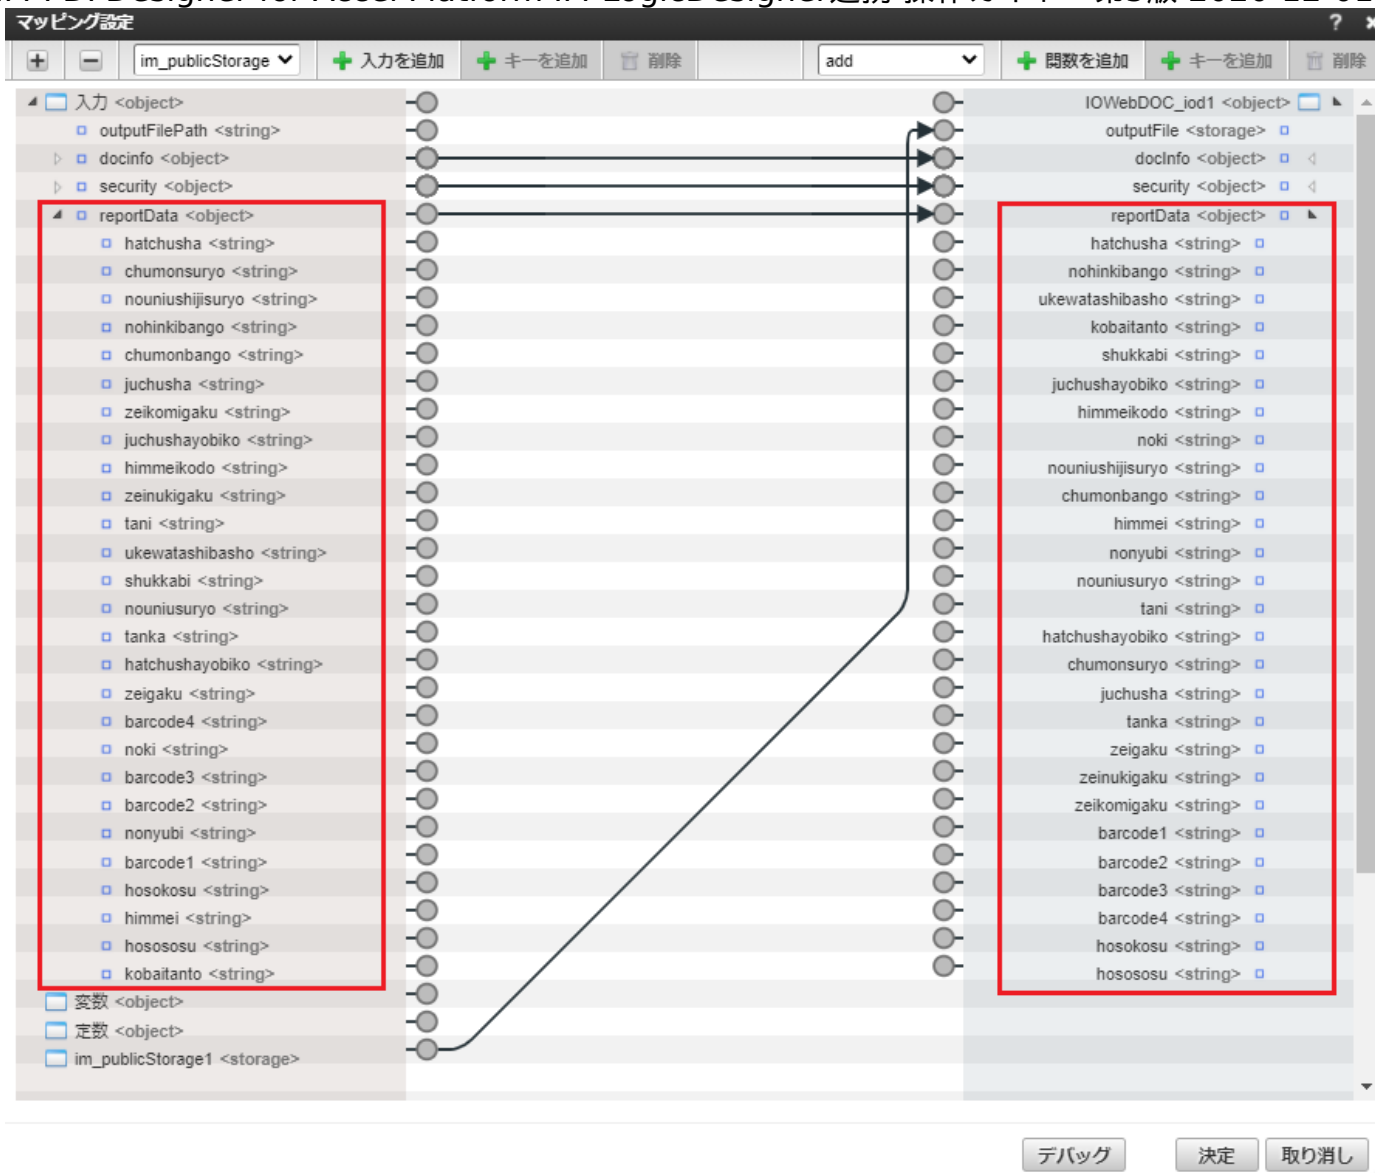 マッピング設定 ?
im_publicStorage 入力を追加 キーを追加 削除 add 関数を追加 キーを追加 削除
入力 <object> IOWebDOC_iod1 <object>
outputFilePath <string> outputFile <storage>
docinfo <object> docInfo <object>
security <object> security <object>
reportData <object> reportData <object>
hatchusha <string> hatchusha <string>
chumonsuryo <string> nohinkibango <string>
nouniushijisuryo <string> ukewatashibasho <string>
nohinkibango <string> kobaitanto <string>
chumonbango <string> shukkabi <string>
juchusha <string> juchushayobiko <string>
zeikomigaku <string> himmeikodo <string>
juchushayobiko <string> noki <string>
himmeikodo <string> nouniushijisuryo <string>
zeinukigaku <string> chumonbango <string>
tani <string> himmei <string>
ukewatashibasho <string> nonyubi <string>
shukkabi <string> nouniusuryo <string>
nouniusuryo <string> tani <string>
tanka <string> hatchushayobiko <string>
hatchushayobiko <string> chumonsuryo <string>
zeigaku <string> juchusha <string>
barcode4 <string> tanka <string>
noki <string> zeigaku <string>
barcode3 <string> zeinukigaku <string>
barcode2 <string> zeikomigaku <string>
nonyubi <string> barcode1 <string>
barcode1 <string> barcode2 <string>
hosokosu <string> barcode3 <string>
himmei <string> barcode4 <string>
hosososu <string> hosokosu <string>
kobaitanto <string> hosososu <string>
変数 <object>
定数 <object>
im_publicStorage1 <storage>
デバッグ 決定 取り消し